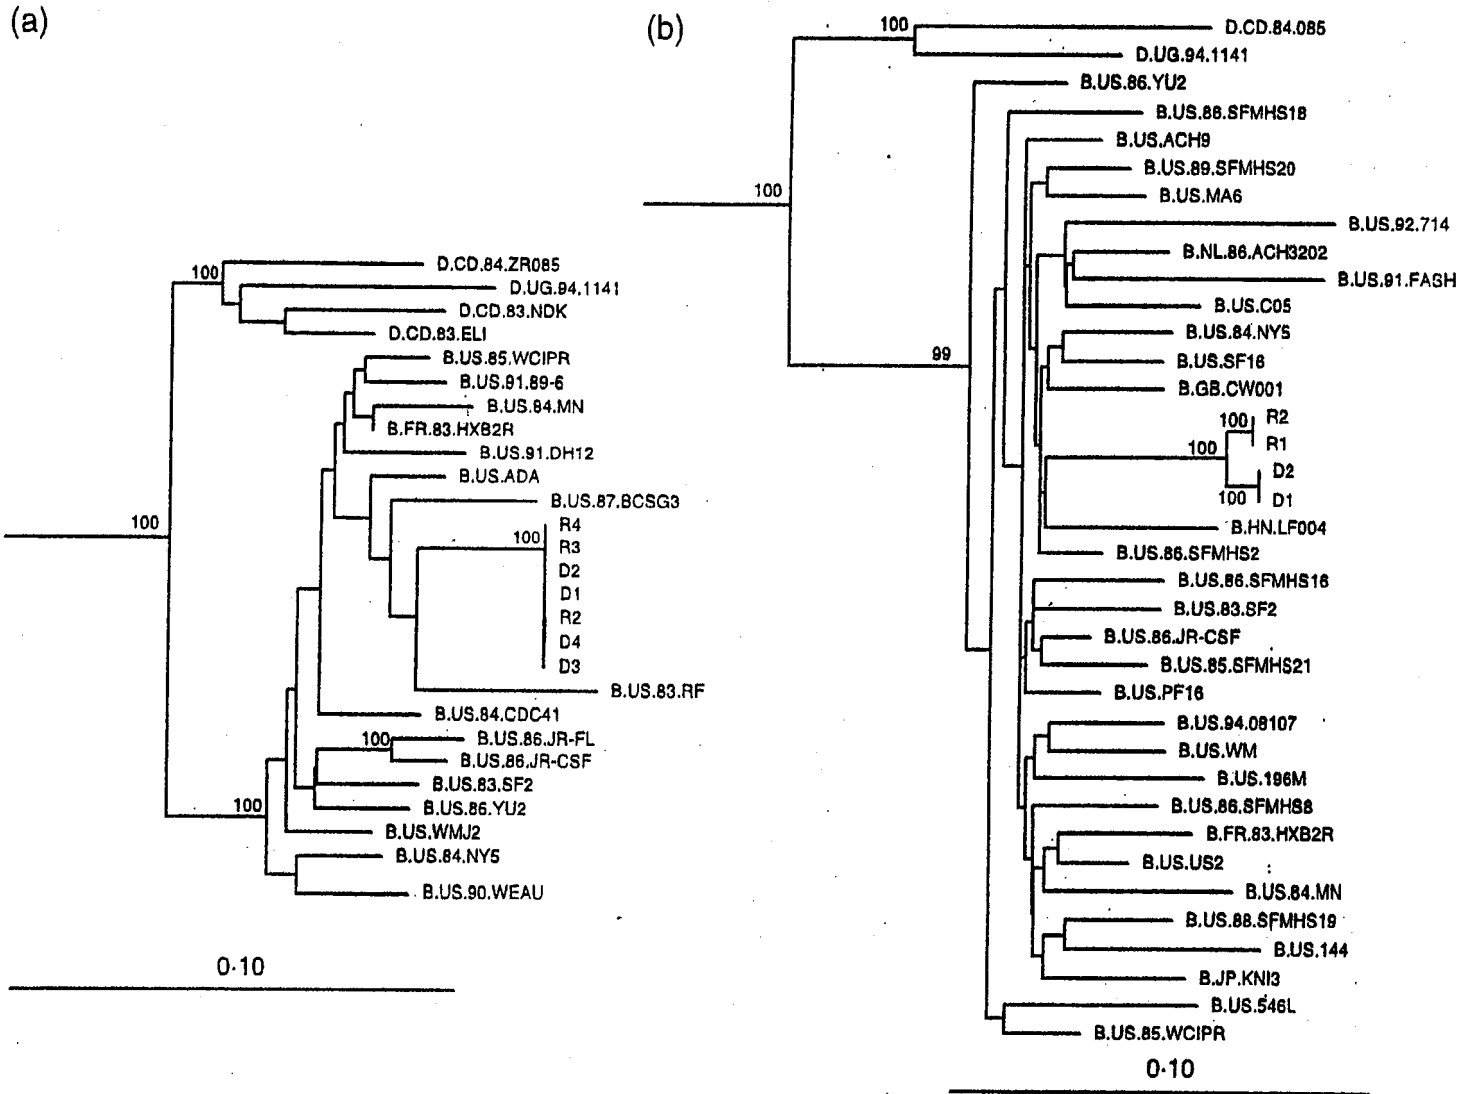 (a)
100
D.CD.84.ZR085
D.UG.94.1141
D.CD.83.NDK
D.CD.83.ELI
B.US.85.WCIPR
B.US.91.89-6
B.US.84.MN
B.FR.83.HXB2R
B.US.91.DH12
B.US.ADA
B.US.87.BCSG3
100
R4
100
R3
D2
D1
R2
D4
D3
B.US.83.RF
B.US.84.CDC41
100
B.US.86.JR-FL
B.US.86.JR-CSF
B.US.83.SF2
100
B.US.86.YU2
B.US.WMJ2
B.US.84.NY5
B.US.90.WEAU
0·10
(b)
100
D.CD.84.085
D.UG.94.1141
B.US.86.YU2
B.US.86.SFMHS18
B.US.ACH9
B.US.89.SFMHS20
100
B.US.MA6
B.US.92.714
B.NL.86.ACH3202
B.US.91.FASH
B.US.C05
B.US.84.NY5
99
B.US.SF16
B.GB.CW001
100
R2
R1
100
D2
100
D1
B.HN.LF004
B.US.86.SFMHS2
B.US.86.SFMHS16
B.US.83.SF2
B.US.86.JR-CSF
B.US.85.SFMHS21
B.US.PF16
B.US.94.08107
B.US.WM
B.US.196M
B.US.86.SFMHS8
B.FR.83.HXB2R
B.US.US2
B.US.84.MN
B.US.88.SFMHS19
B.US.144
B.JP.KNI3
B.US.546L
B.US.85.WCIPR
0·10